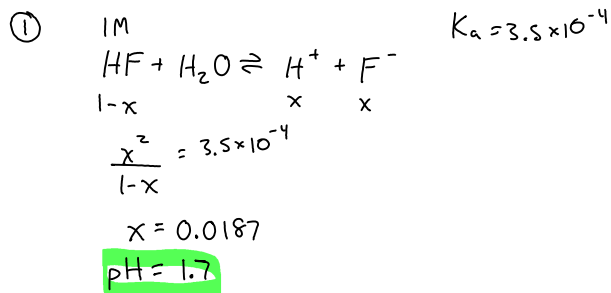 ① 1M Kₐ = 3.5×10⁻⁴
HF + H₂O ⇌ H⁺ + F⁻
1-x x x
x²/(1-x) = 3.5×10⁻⁴
x = 0.0187
pH = 1.7